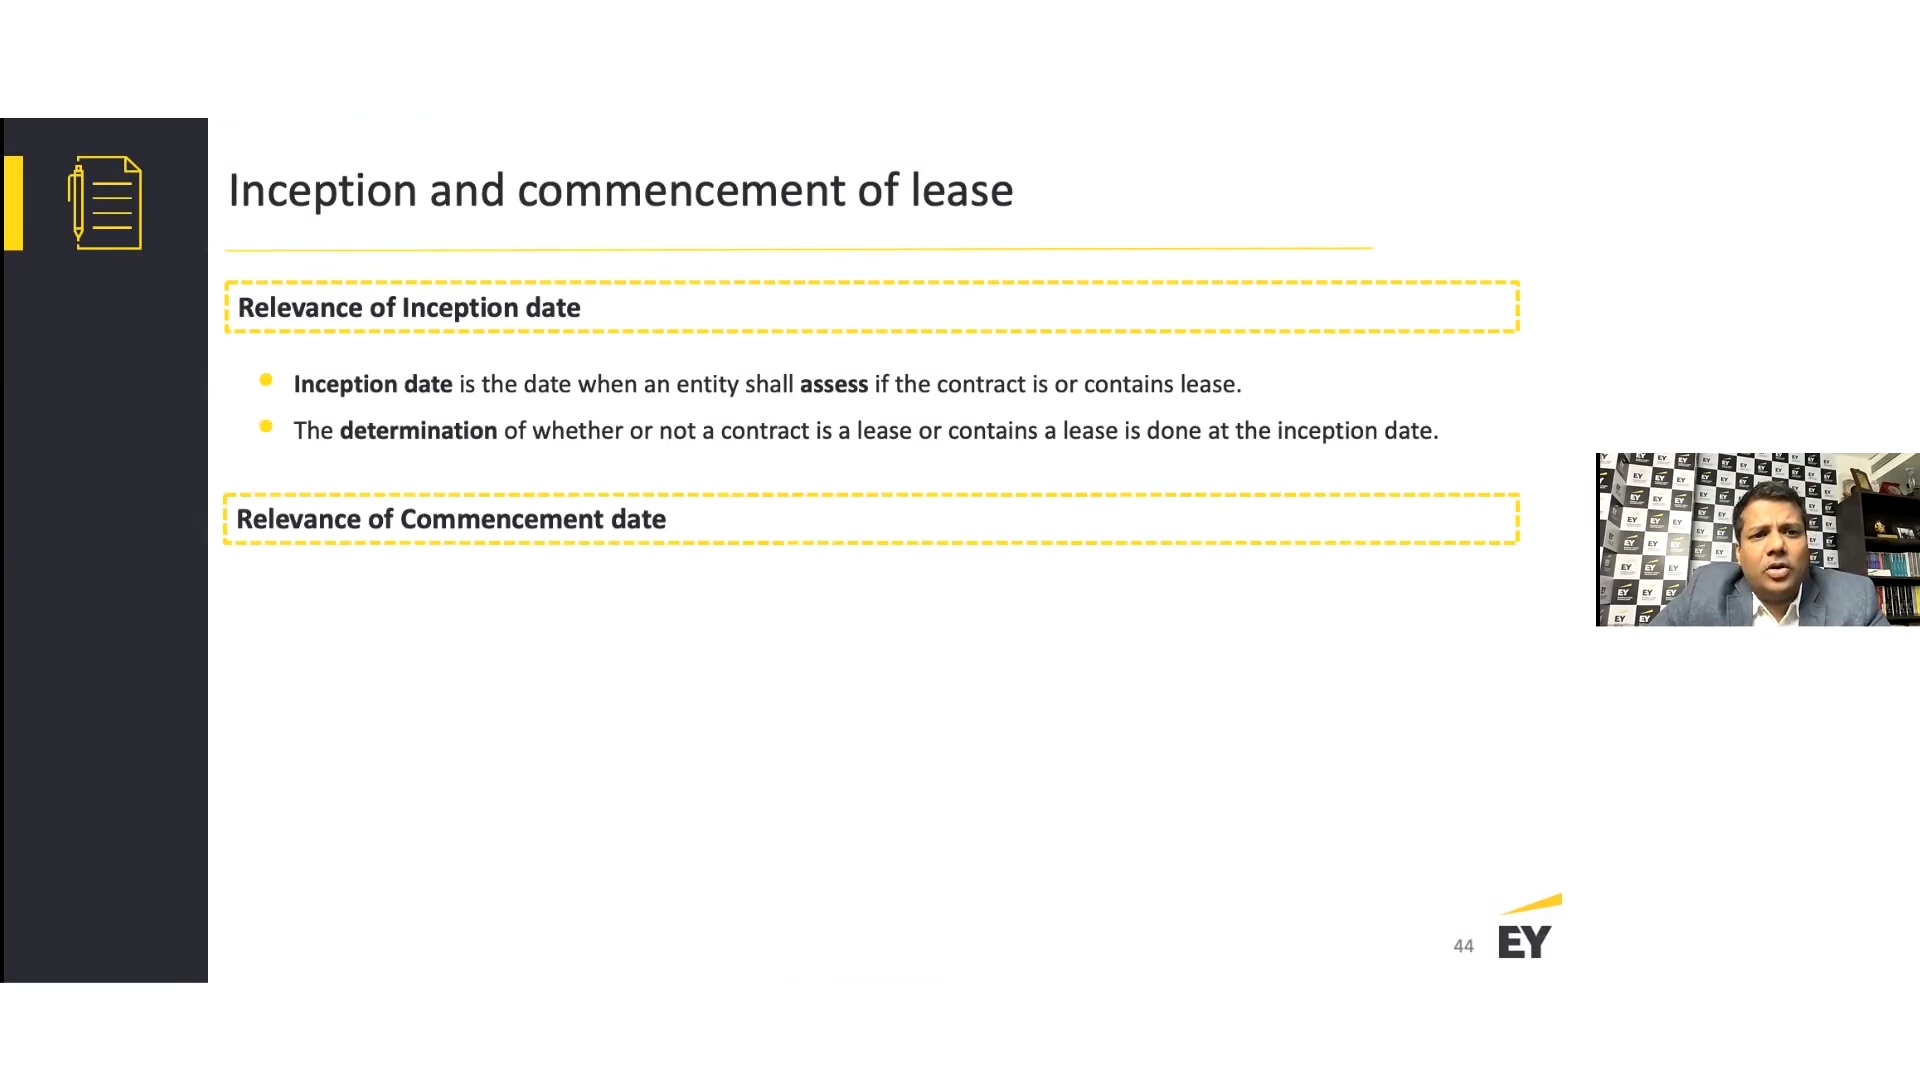 Inception and commencement of lease
Relevance of Inception date
Inception date is the date when an entity shall assess if the contract is or contains lease.
The determination of whether or not a contract is a lease or contains a lease is done at the inception date.
Relevance of Commencement date
44
EY